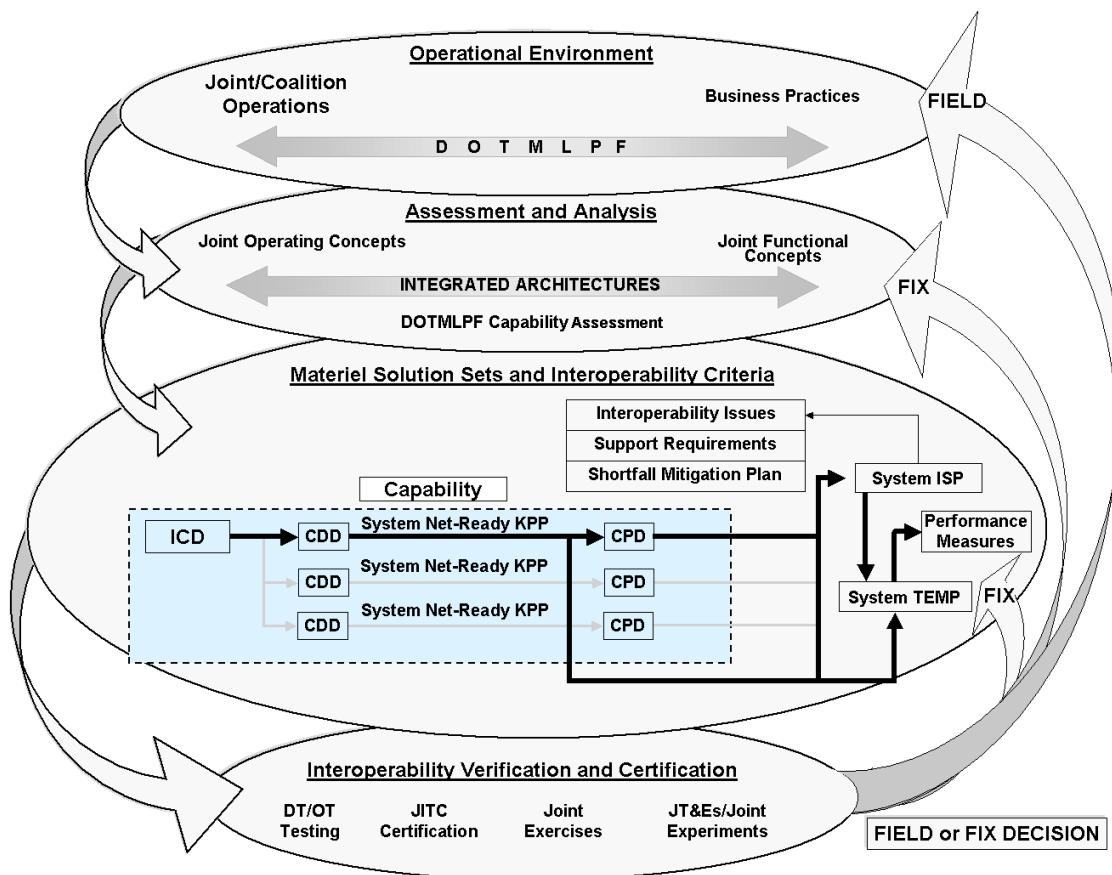 Operational Environment
Joint/Coalition
Operations
Business Practices
FIELD
D O T M L P F
Assessment and Analysis
Joint Operating Concepts
Joint Functional
Concepts
INTEGRATED ARCHITECTURES
FIX
DOTMLPF Capability Assessment
Materiel Solution Sets and Interoperability Criteria
Interoperability Issues
Support Requirements
Shortfall Mitigation Plan
System ISP
Capability
ICD
CDD
System Net-Ready KPP
CPD
Performance
Measures
CDD
System Net-Ready KPP
CPD
System TEMP
FIX
CDD
System Net-Ready KPP
CPD
Interoperability Verification and Certification
DT/OT
Testing
JITC
Certification
Joint
Exercises
JT&Es/Joint
Experiments
FIELD or FIX DECISION